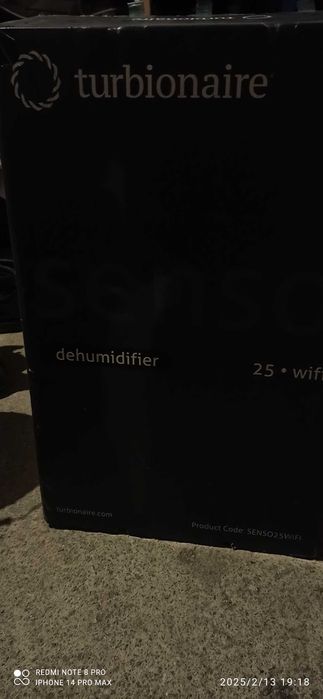 turbionaire
senso
dehumidifier
25 • wifi
turbionaire.com
Product Code: SENSO25WiFi
REDMI NOTE 8 PRO
IPHONE 14 PRO MAX
2025/2/13 19:18